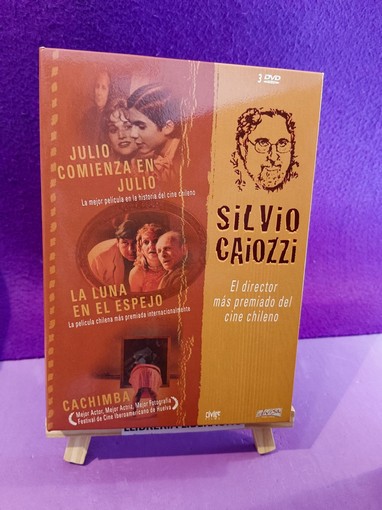 3 DVD
JULIO
COMIENZA EN
JULIO
La mejor película en la historia del cine chileno
SiLViO
CAiOZZi
LA LUNA
EN EL ESPEJO
La película chilena más premiada internacionalmente
El director
más premiado del
cine chileno
CACHIMBA
Mejor Actor, Mejor Actriz, Mejor Fotografía
Festival de Cine Iberoamericano de Huelva